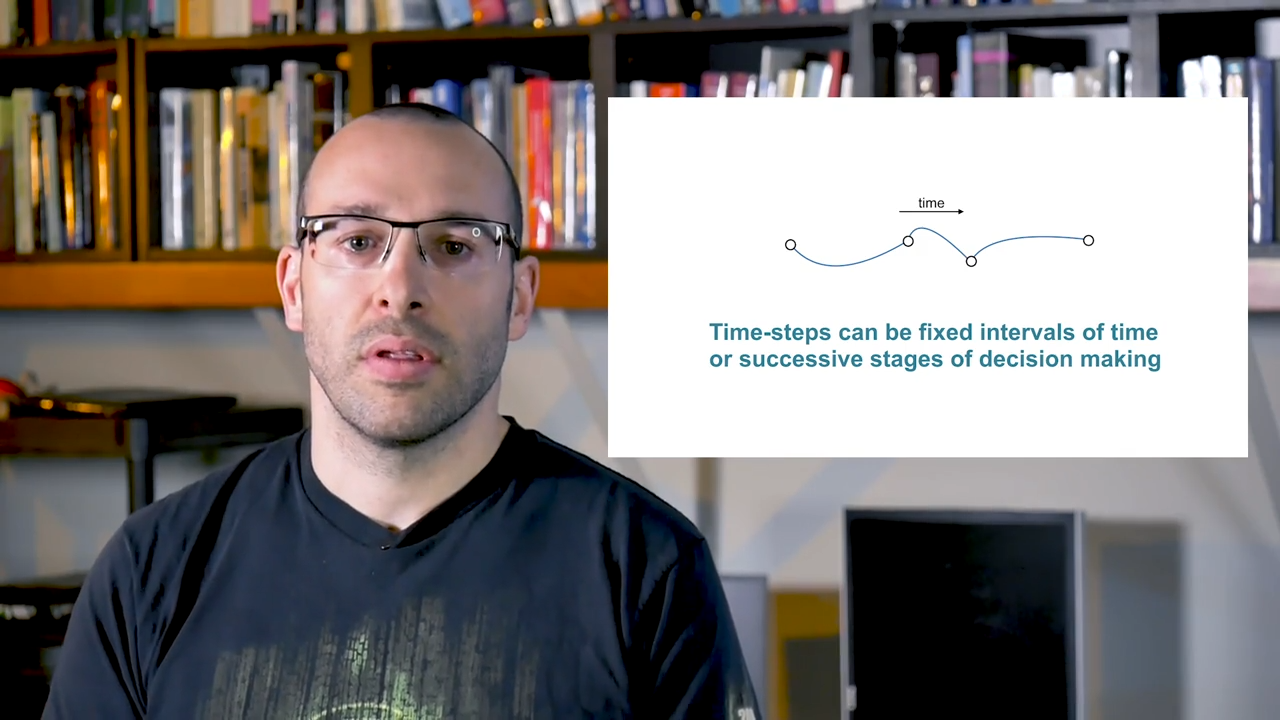 time
Time-steps can be fixed intervals of time
or successive stages of decision making